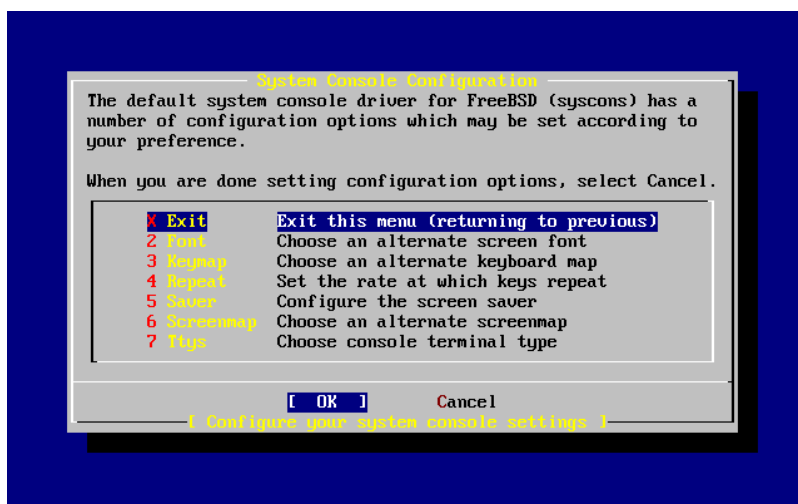 System Console Configuration
The default system console driver for FreeBSD (syscons) has a
number of configuration options which may be set according to
your preference.
When you are done setting configuration options, select Cancel.
X Exit Exit this menu (returning to previous)
2 Font Choose an alternate screen font
3 Keymap Choose an alternate keyboard map
4 Repeat Set the rate at which keys repeat
5 Saver Configure the screen saver
6 Screenmap Choose an alternate screenmap
7 Ttys Choose console terminal type
[ OK ] Cancel
[ Configure your system console settings ]